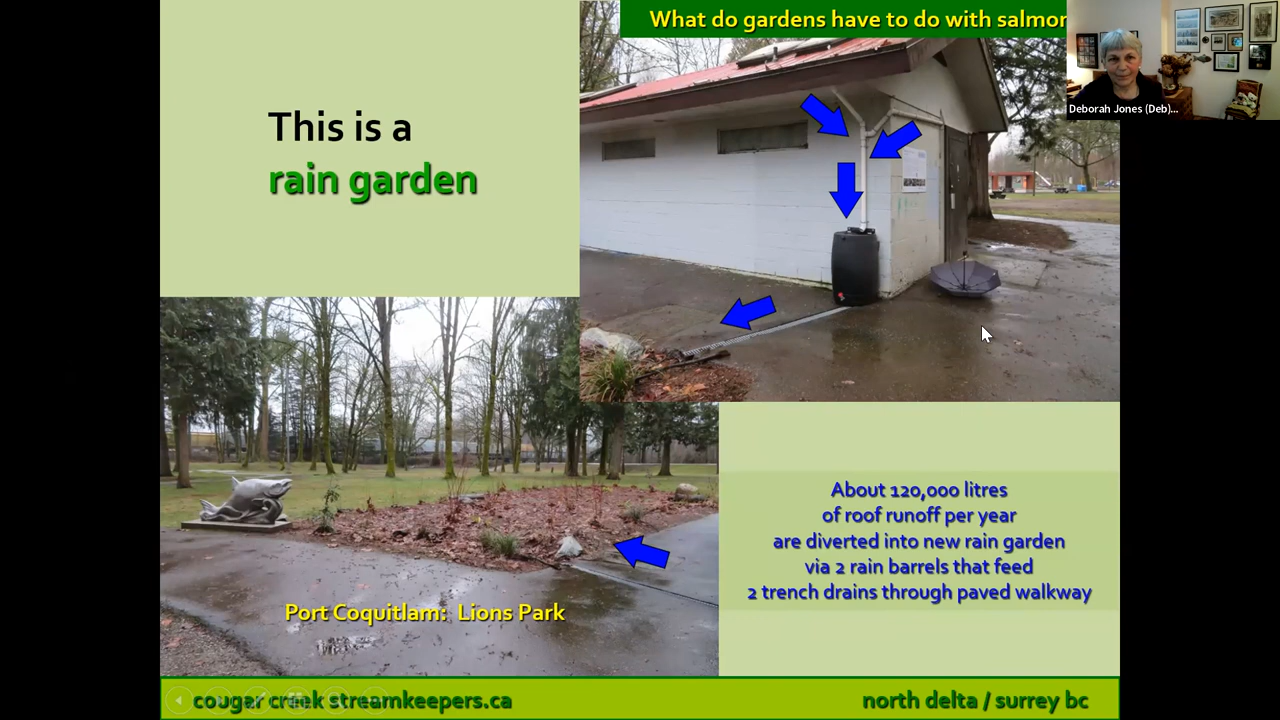 What do gardens have to do with salmon
Deborah Jones (Deb)...
This is a
rain garden
About 120,000 litres
of roof runoff per year
are diverted into new rain garden
via 2 rain barrels that feed
2 trench drains through paved walkway
Port Coquitlam: Lions Park
cougar creek streamkeepers.ca
north delta / surrey bc